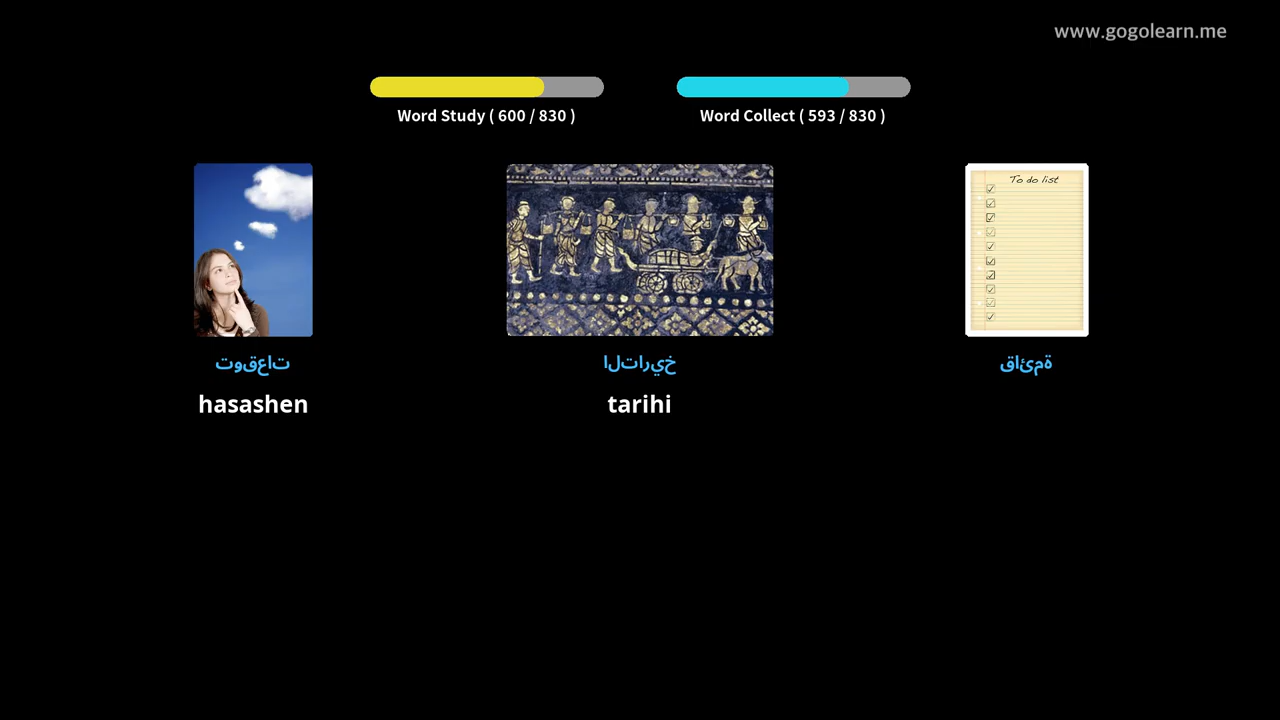 www.gogolearn.me
Word Study ( 600 / 830 )
Word Collect ( 593 / 830 )
توقعات
التاريخ
قائمة
hasashen
tarihi
To do list